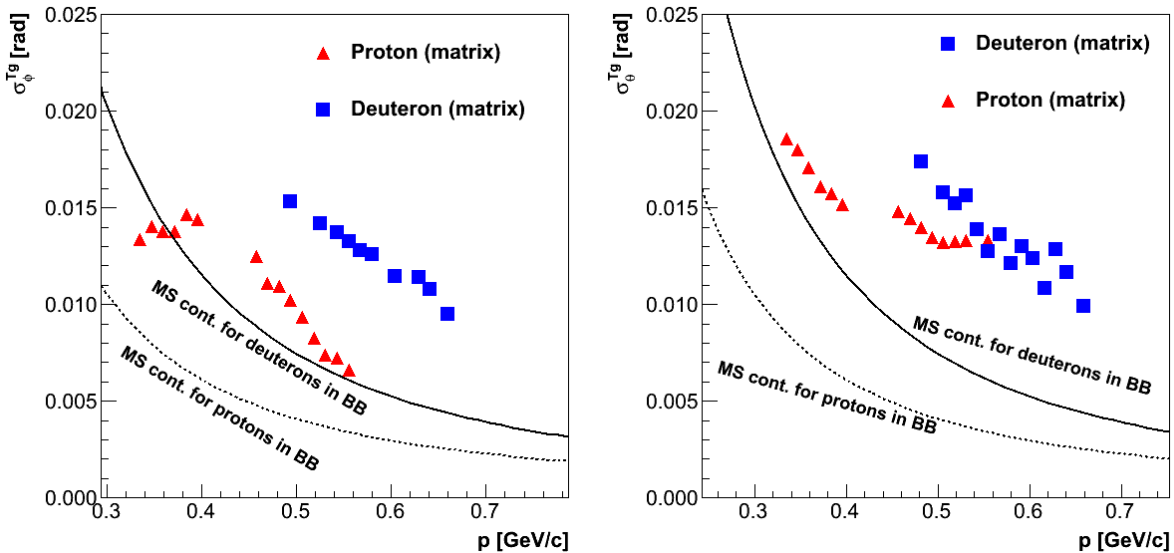 σ_ϕ^Tg [rad]
0.025
0.020
0.015
0.010
0.005
0.000
Proton (matrix)
Deuteron (matrix)
MS cont. for deuterons in BB
MS cont. for protons in BB
0.3 0.4 0.5 0.6 0.7
p [GeV/c]
σ_θ^Tg [rad]
0.025
0.020
0.015
0.010
0.005
0.000
Deuteron (matrix)
Proton (matrix)
MS cont. for deuterons in BB
MS cont. for protons in BB
0.3 0.4 0.5 0.6 0.7
p [GeV/c]